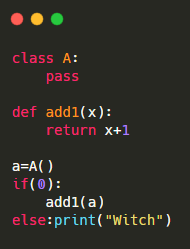 class A:
    pass
def add1(x):
    return x+1
a=A()
if(0):
    add1(a)
else:print("Witch")